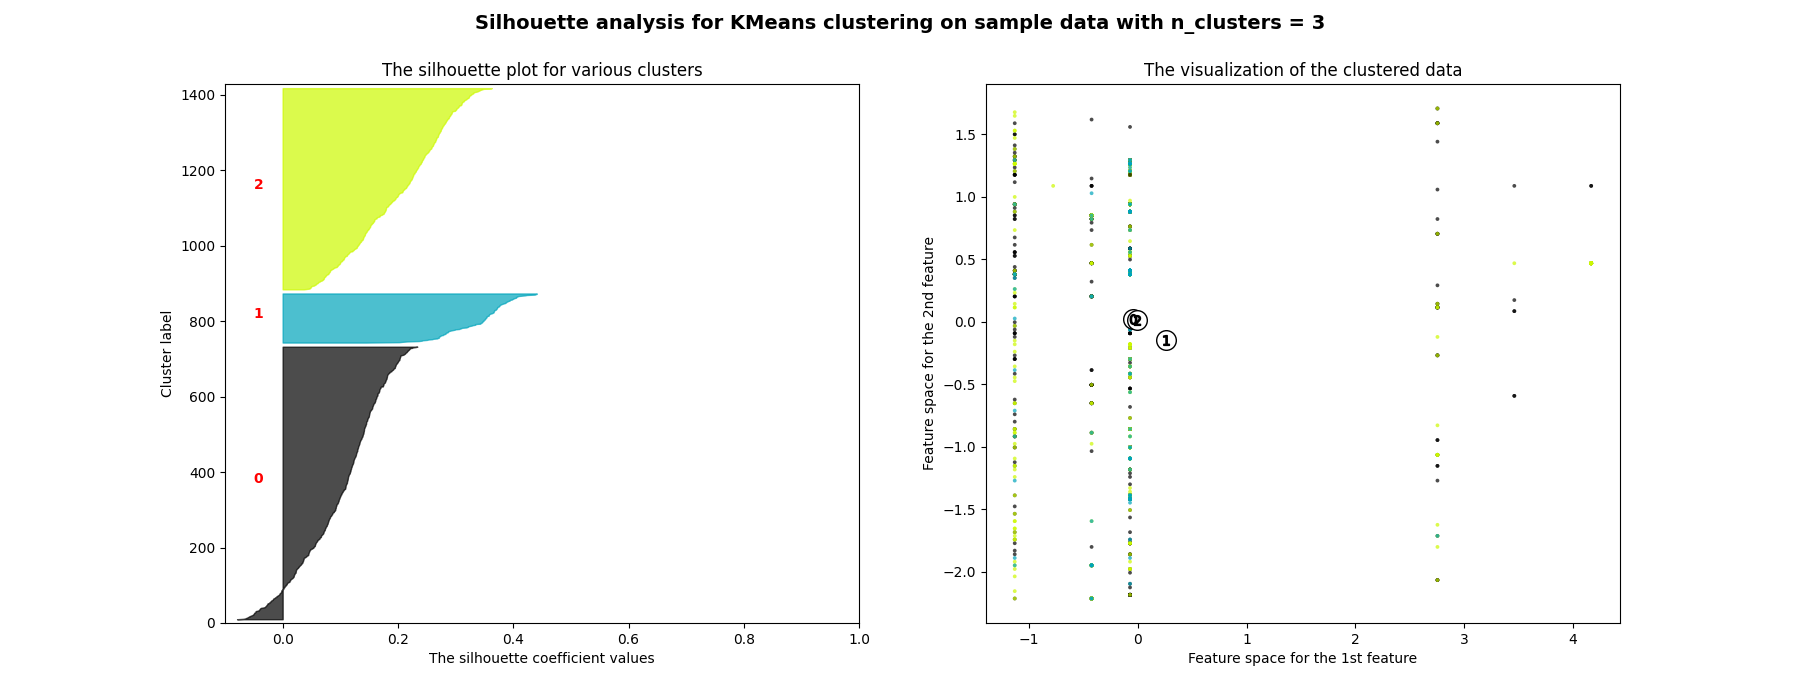 Silhouette analysis for KMeans clustering on sample data with n_clusters = 3
The silhouette plot for various clusters
Cluster label
1400
1200
1000
800
600
400
200
0
2
1
0
0.0 0.2 0.4 0.6 0.8 1.0
The silhouette coefficient values
The visualization of the clustered data
Feature space for the 2nd feature
1.5
1.0
0.5
0.0
−0.5
−1.0
−1.5
−2.0
0 2
1
−1 0 1 2 3 4
Feature space for the 1st feature